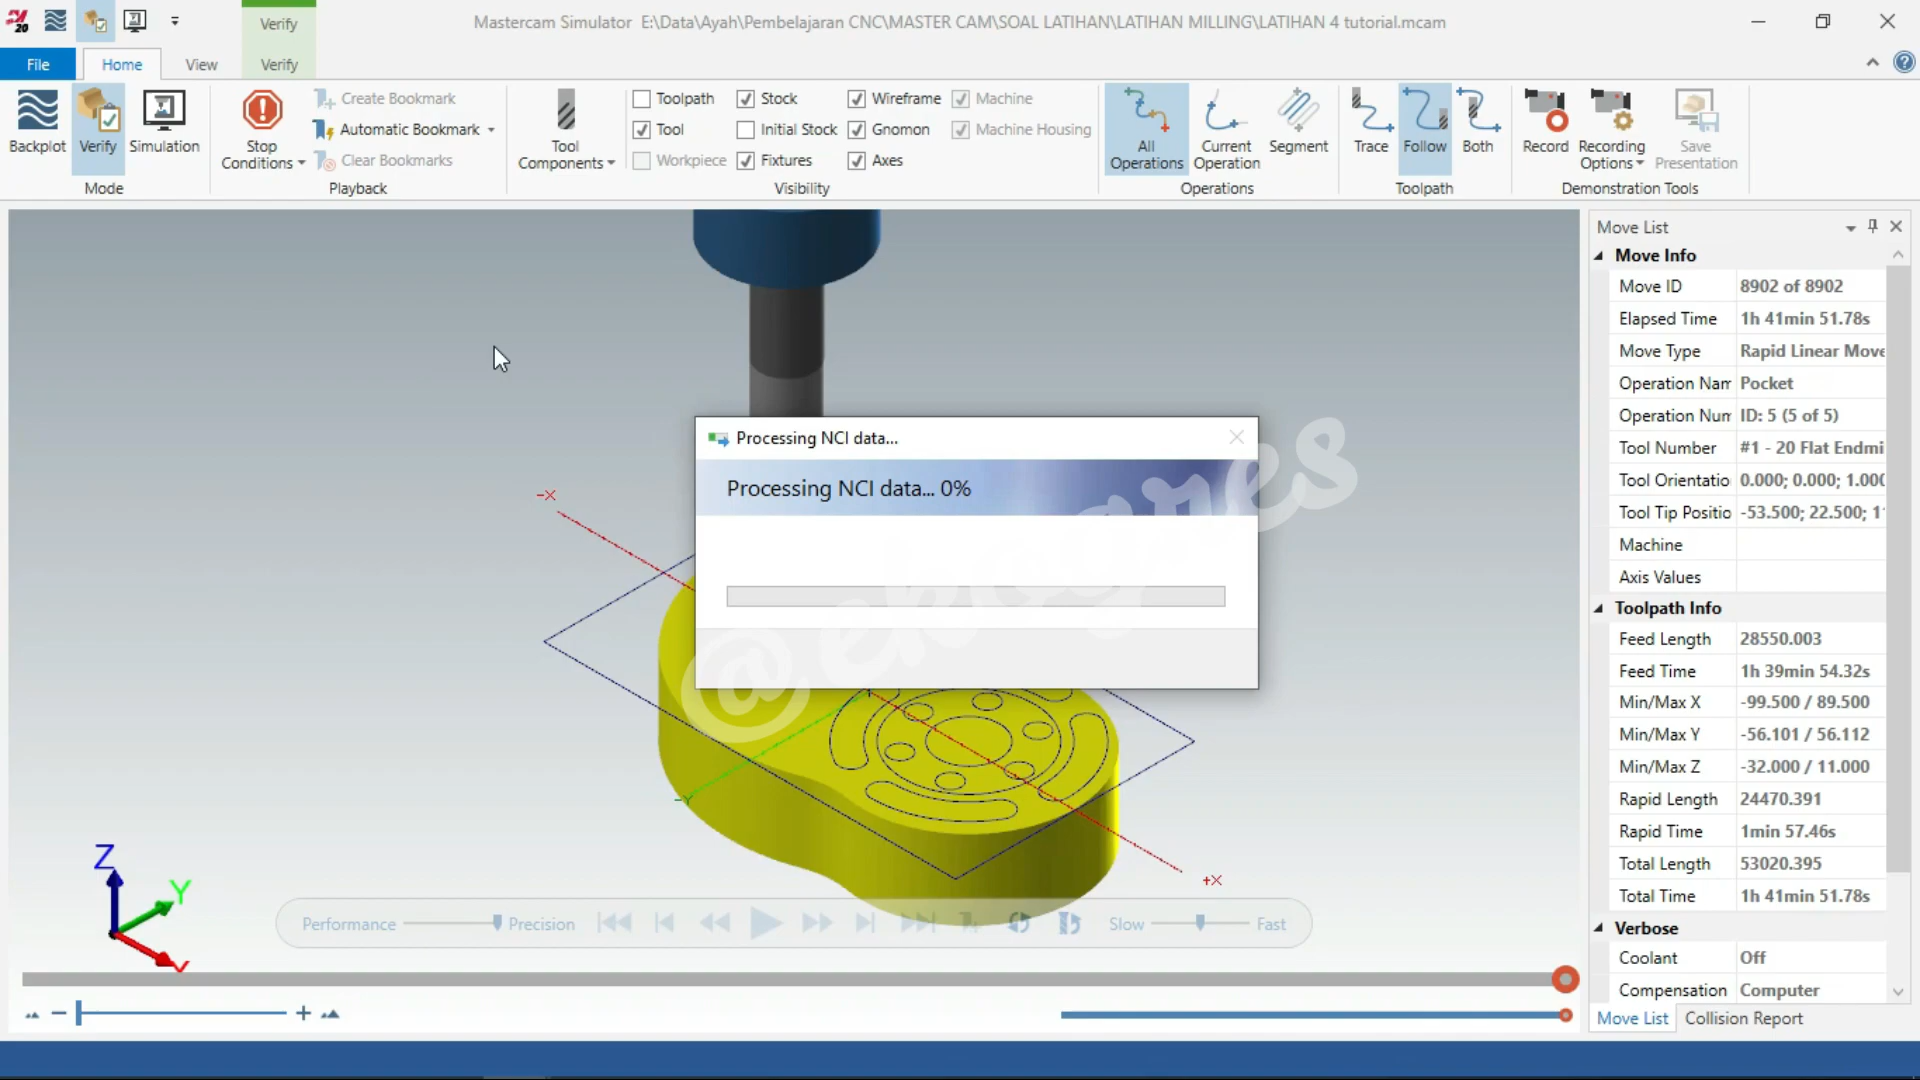 Verify
Mastercam Simulator E:\Data\Ayah\Pembelajaran CNC\MASTER CAM\SOAL LATIHAN\LATIHAN MILLING\LATIHAN 4 tutorial.mcam
File
Home
View
Verify
Backplot
Verify
Simulation
Mode
Stop Conditions
Create Bookmark
Automatic Bookmark
Clear Bookmarks
Playback
Tool Components
Toolpath
Tool
Workpiece
Stock
Initial Stock
Fixtures
Wireframe
Gnomon
Axes
Machine
Machine Housing
Visibility
All Operations
Current Operation
Segment
Operations
Trace
Follow
Both
Toolpath
Record
Recording Options
Save Presentation
Demonstration Tools
Processing NCI data...
Processing NCI data... 0%
@ekogres
-X
-Y
+X
Z
Y
Performance
Precision
Slow
Fast
Move List
Move Info
Move ID 8902 of 8902
Elapsed Time 1h 41min 51.78s
Move Type Rapid Linear Move
Operation Nam Pocket
Operation Num ID: 5 (5 of 5)
Tool Number #1 - 20 Flat Endmi
Tool Orientatio 0.000; 0.000; 1.000
Tool Tip Positio -53.500; 22.500; 1
Machine
Axis Values
Toolpath Info
Feed Length 28550.003
Feed Time 1h 39min 54.32s
Min/Max X -99.500 / 89.500
Min/Max Y -56.101 / 56.112
Min/Max Z -32.000 / 11.000
Rapid Length 24470.391
Rapid Time 1min 57.46s
Total Length 53020.395
Total Time 1h 41min 51.78s
Verbose
Coolant Off
Compensation Computer
Move List
Collision Report